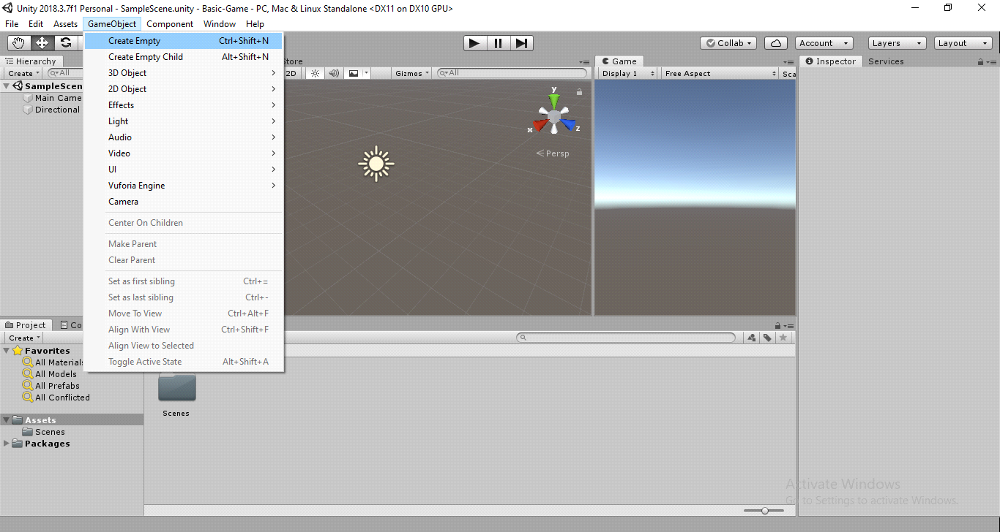 Unity 2018.3.7f1 Personal - SampleScene.unity - Basic-Game - PC, Mac & Linux Standalone <DX11 on DX10 GPU>
File Edit Assets GameObject Component Window Help
Collab Account Layers Layout
Hierarchy
Create All
SampleScen
Main Came
Directional
Create Empty Ctrl+Shift+N
Create Empty Child Alt+Shift+N
3D Object
2D Object
Effects
Light
Audio
Video
UI
Vuforia Engine
Camera
Center On Children
Make Parent
Clear Parent
Set as first sibling Ctrl+=
Set as last sibling Ctrl+-
Move To View Ctrl+Alt+F
Align With View Ctrl+Shift+F
Align View to Selected
Toggle Active State Alt+Shift+A
tore
2D Gizmos All
y
x
z
Persp
Game
Display 1 Free Aspect Sca
Inspector Services
Project Co
Create
Favorites
All Materials
All Models
All Prefabs
All Conflicted
Assets
Scenes
Packages
Scenes
Activate Windows
Go to Settings to activate Windows.